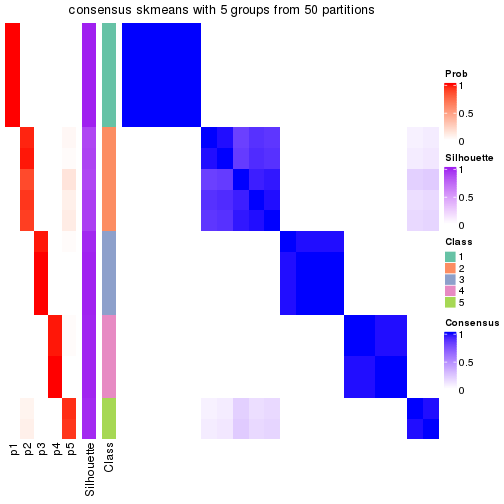 consensus skmeans with 5 groups from 50 partitions
Prob
1
0.5
0
Silhouette
1
0.5
0
Class
1
2
3
4
5
Consensus
1
0.5
0
p1
p2
p3
p4
p5
Silhouette
Class